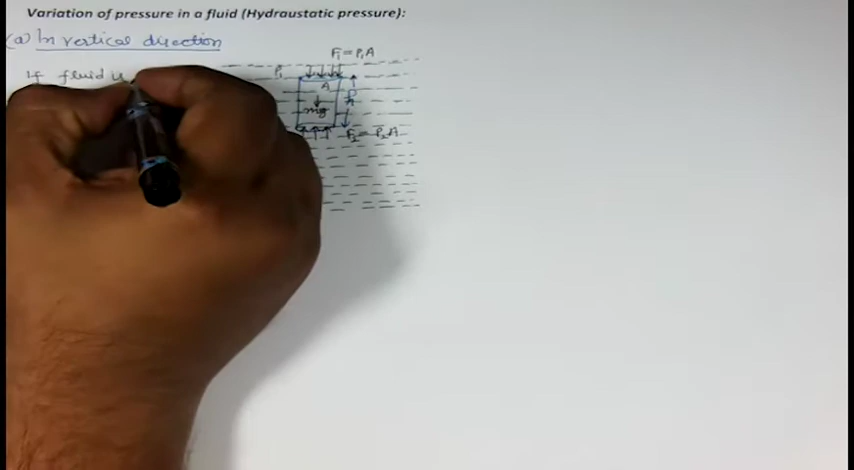 Variation of pressure in a fluid (Hydraustatic pressure):
(a) In vertical direction
F₁ = P₁A
If fluid is
P₁
A
h
mg
F₂ = P₂A